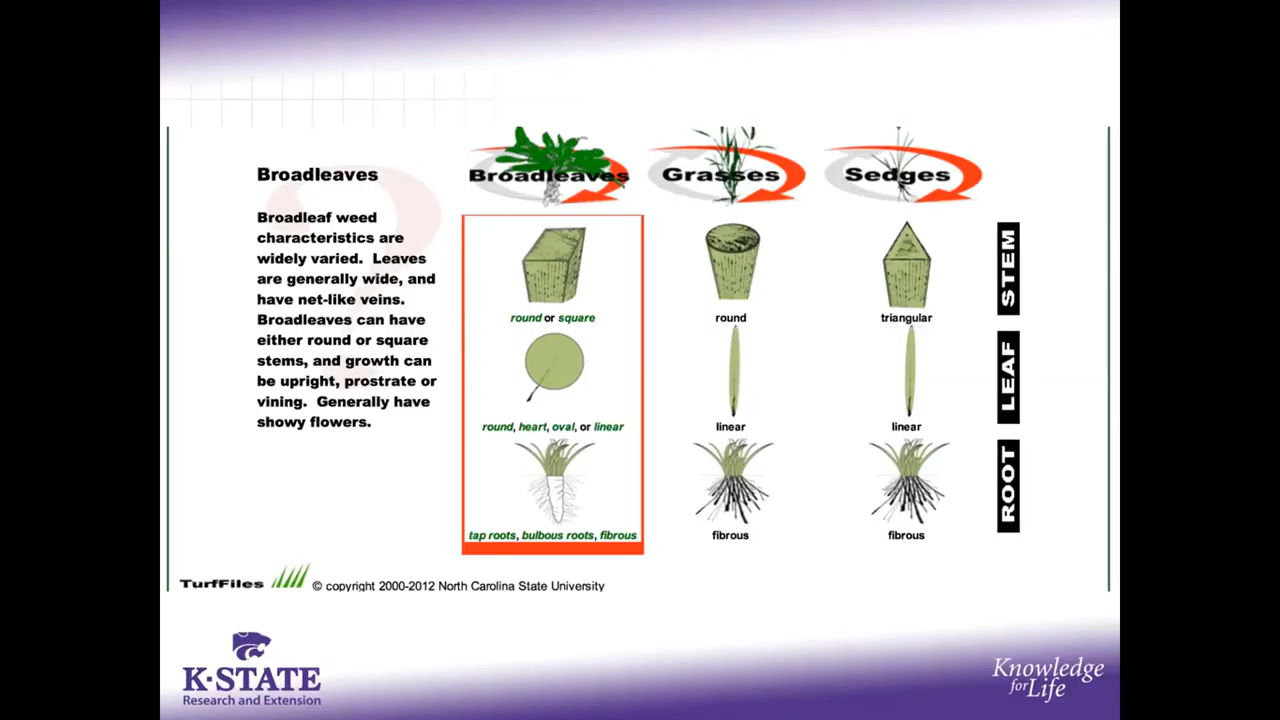 Broadleaves
Broadleaf weed
characteristics are
widely varied. Leaves
are generally wide, and
have net-like veins.
Broadleaves can have
either round or square
stems, and growth can
be upright, prostrate or
vining. Generally have
showy flowers.
Broadleaves Grasses Sedges
round or square round triangular
STEM
round, heart, oval, or linear linear linear
LEAF
tap roots, bulbous roots, fibrous fibrous fibrous
ROOT
TurfFiles © copyright 2000-2012 North Carolina State University
K-STATE
Research and Extension
Knowledge
for Life